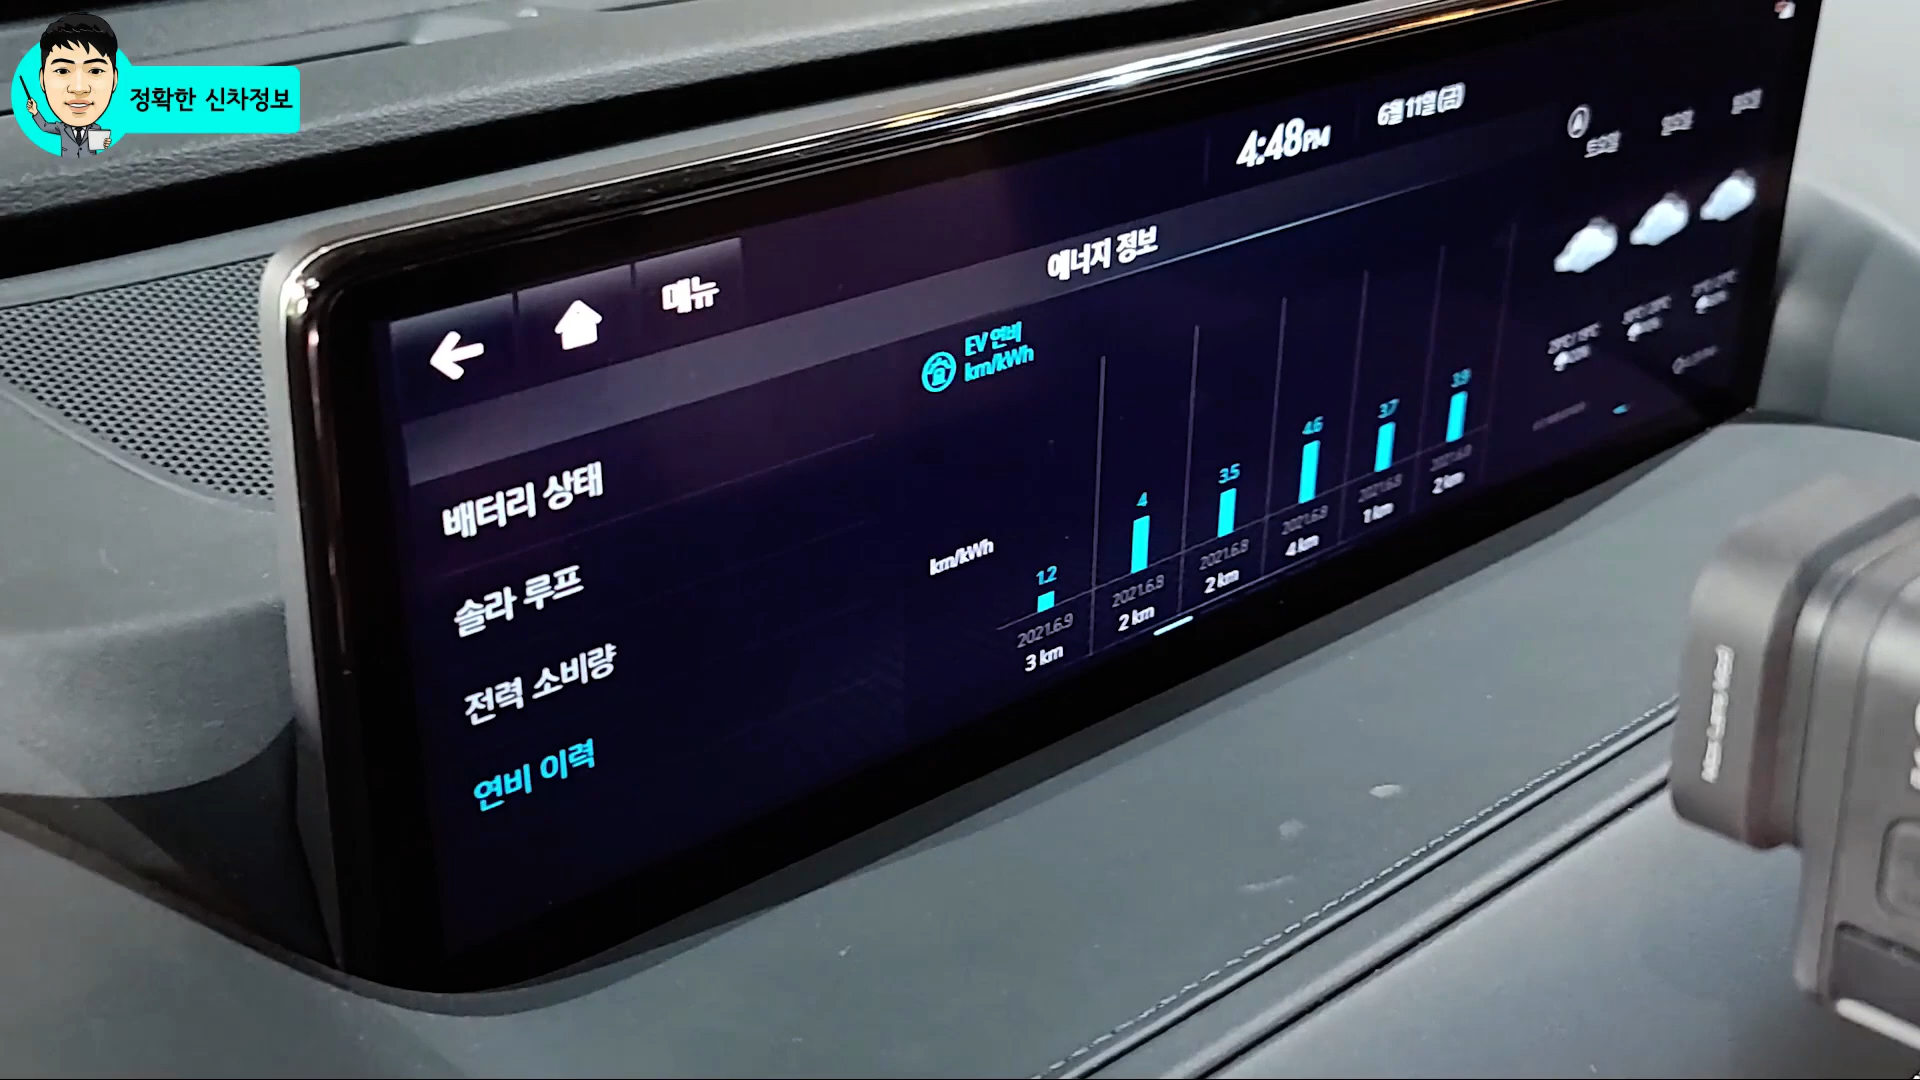 정확한 신차정보
4:48PM
6월 11일(금)
메뉴
에너지 정보
토요일
EV 연비
km/kWh
배터리 상태
솔라 루프
전력 소비량
연비 이력
km/kWh
1.2
4
3.5
4.6
3.7
3.9
2021.6.9
2021.6.8
2021.6.8
2021.6.8
2021.6.8
2021.6.8
3 km
2 km
2 km
4 km
1 km
2 km